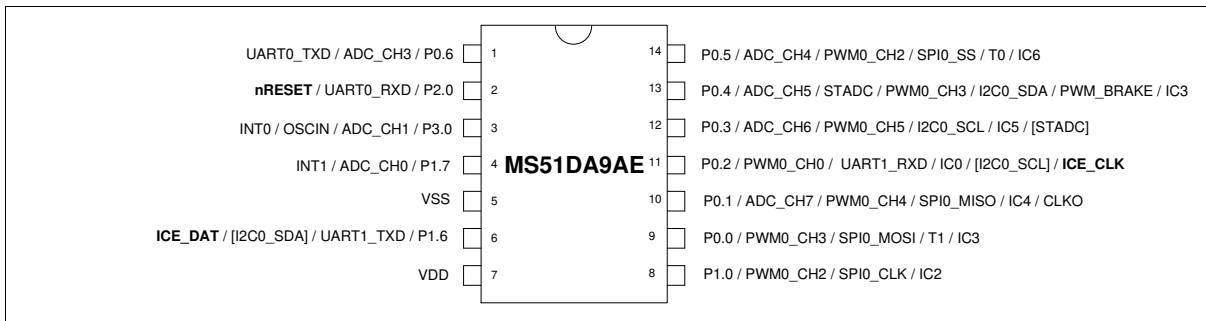 UART0_TXD / ADC_CH3 / P0.6 1 14 P0.5 / ADC_CH4 / PWM0_CH2 / SPI0_SS / T0 / IC6
nRESET / UART0_RXD / P2.0 2 13 P0.4 / ADC_CH5 / STADC / PWM0_CH3 / I2C0_SDA / PWM_BRAKE / IC3
INT0 / OSCIN / ADC_CH1 / P3.0 3 12 P0.3 / ADC_CH6 / PWM0_CH5 / I2C0_SCL / IC5 / [STADC]
INT1 / ADC_CH0 / P1.7 4 MS51DA9AE 11 P0.2 / PWM0_CH0 / UART1_RXD / IC0 / [I2C0_SCL] / ICE_CLK
VSS 5 10 P0.1 / ADC_CH7 / PWM0_CH4 / SPI0_MISO / IC4 / CLKO
ICE_DAT / [I2C0_SDA] / UART1_TXD / P1.6 6 9 P0.0 / PWM0_CH3 / SPI0_MOSI / T1 / IC3
VDD 7 8 P1.0 / PWM0_CH2 / SPI0_CLK / IC2